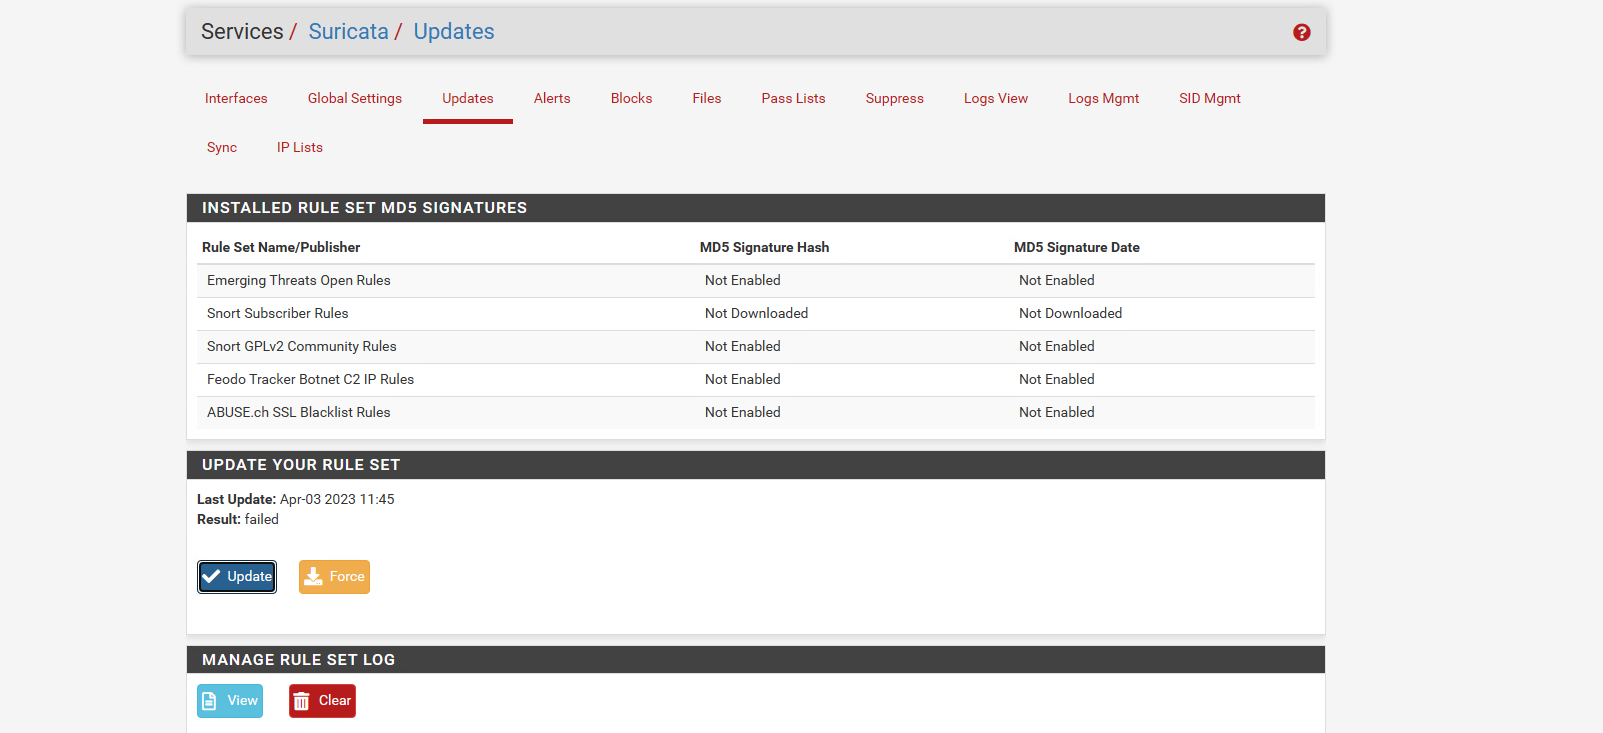 Services / Suricata / Updates
Interfaces Global Settings Updates Alerts Blocks Files Pass Lists Suppress Logs View Logs Mgmt SID Mgmt
Sync IP Lists
INSTALLED RULE SET MD5 SIGNATURES
Rule Set Name/Publisher MD5 Signature Hash MD5 Signature Date
Emerging Threats Open Rules Not Enabled Not Enabled
Snort Subscriber Rules Not Downloaded Not Downloaded
Snort GPLv2 Community Rules Not Enabled Not Enabled
Feodo Tracker Botnet C2 IP Rules Not Enabled Not Enabled
ABUSE.ch SSL Blacklist Rules Not Enabled Not Enabled
UPDATE YOUR RULE SET
Last Update: Apr-03 2023 11:45
Result: failed
Update Force
MANAGE RULE SET LOG
View Clear